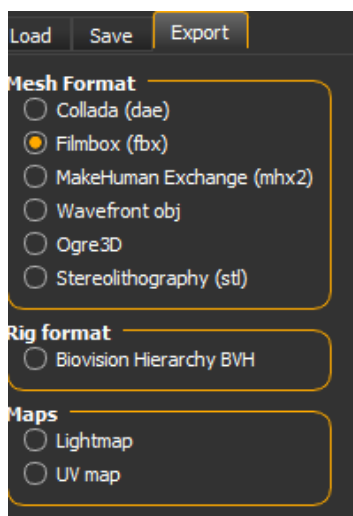 Load Save Export
Mesh Format
Collada (dae)
Filmbox (fbx)
MakeHuman Exchange (mhx2)
Wavefront obj
Ogre3D
Stereolithography (stl)
Rig format
Biovision Hierarchy BVH
Maps
Lightmap
UV map